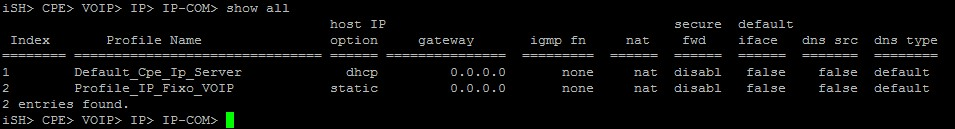 iSH> CPE> VOIP> IP> IP-COM> show all
                                          host IP                                     secure  default
 Index        Profile Name                option      gateway       igmp fn     nat    fwd    iface   dns src  dns type
======== =============================== ======== =============== ========== ======= ======= ======= ======== =========
1        Default_Cpe_Ip_Server              dhcp         0.0.0.0       none     nat  disabl   false    false  default
2        Profile_IP_Fixo_VOIP             static         0.0.0.0       none     nat  disabl   false    false  default
2 entries found.
iSH> CPE> VOIP> IP> IP-COM>